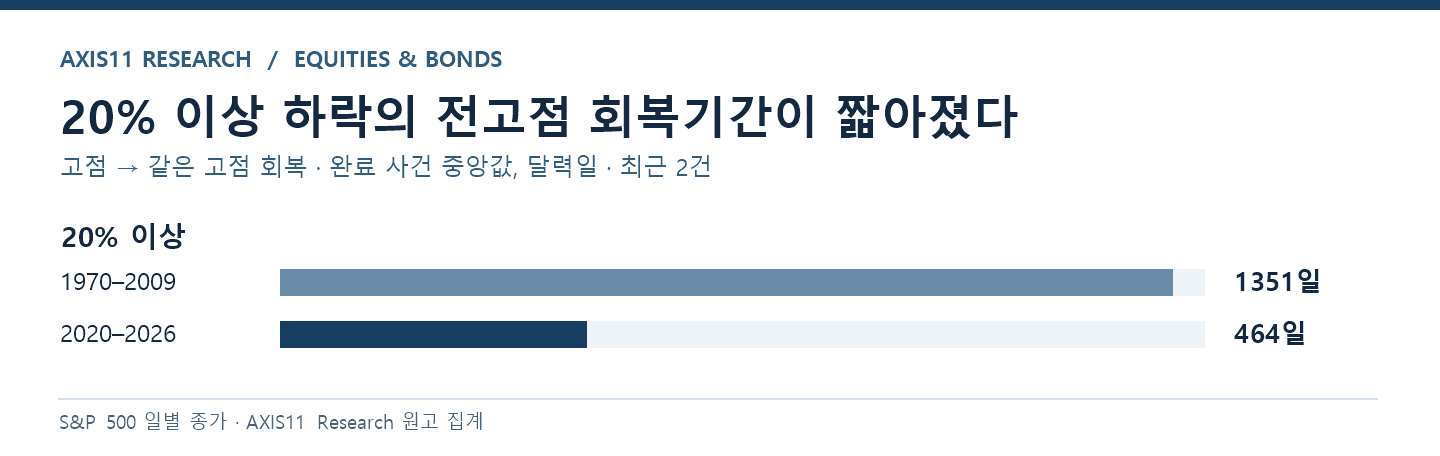 AXIS11 RESEARCH / EQUITIES & BONDS
20% 이상 하락의 전고점 회복기간이 짧아졌다
고점 → 같은 고점 회복 · 완료 사건 중앙값, 달력일 · 최근 2건
20% 이상
1970–2009 1351일
2020–2026 464일
S&P 500 일별 종가 · AXIS11 Research 원고 집계